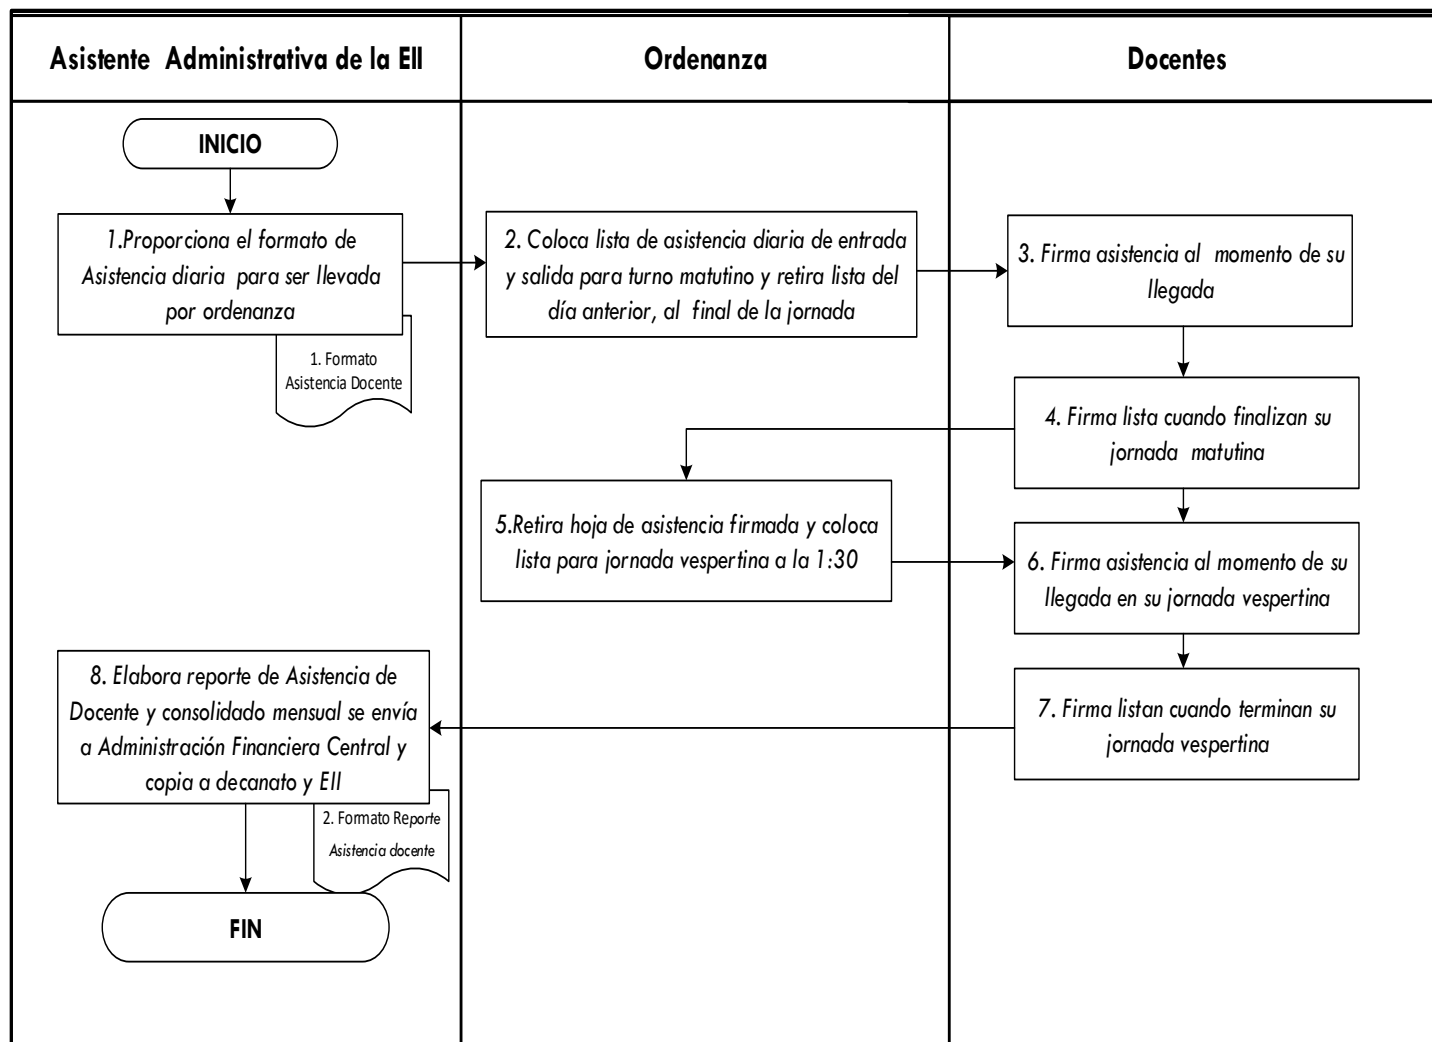 Asistente Administrativa de la EII
Ordenanza
Docentes
INICIO
1.Proporciona el formato de
Asistencia diaria para ser llevada
por ordenanza
1. Formato
Asistencia Docente
2. Coloca lista de asistencia diaria de entrada
y salida para turno matutino y retira lista del
día anterior, al final de la jornada
3. Firma asistencia al momento de su
llegada
4. Firma lista cuando finalizan su
jornada matutina
5.Retira hoja de asistencia firmada y coloca
lista para jornada vespertina a la 1:30
6. Firma asistencia al momento de su
llegada en su jornada vespertina
7. Firma listan cuando terminan su
jornada vespertina
8. Elabora reporte de Asistencia de
Docente y consolidado mensual se envía
a Administración Financiera Central y
copia a decanato y EII
2. Formato Reporte
Asistencia docente
FIN